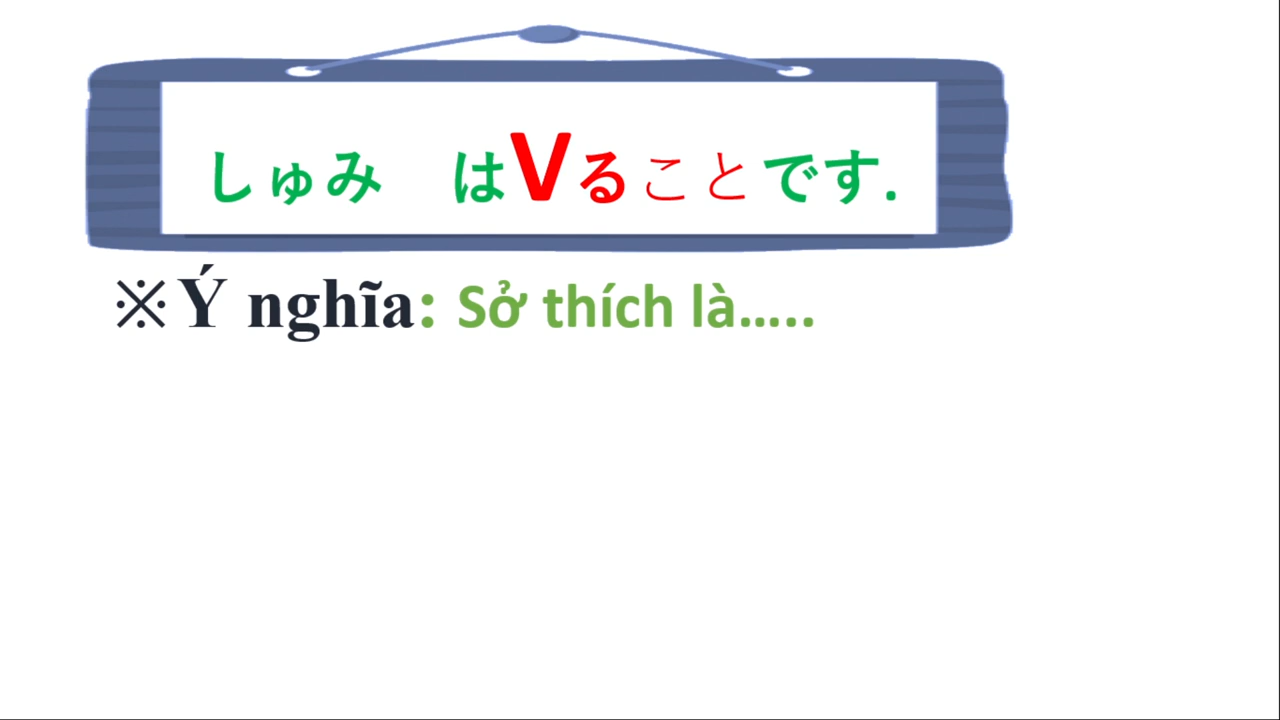 しゅみ　はVることです.
※Ý nghĩa: Sở thích là.....